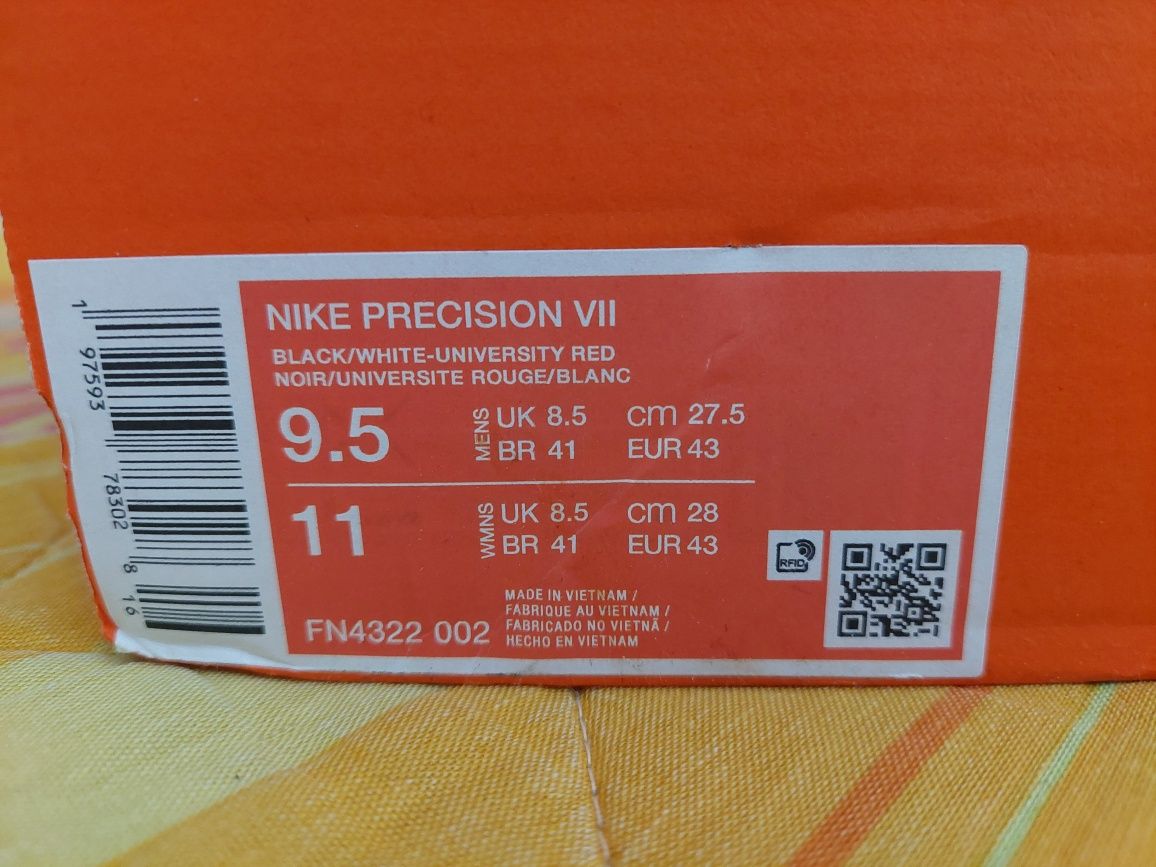 1 97593 78302 8 16
NIKE PRECISION VII
BLACK/WHITE-UNIVERSITY RED
NOIR/UNIVERSITE ROUGE/BLANC
9.5 MENS UK 8.5 cm 27.5
BR 41 EUR 43
11 WMNS UK 8.5 cm 28
BR 41 EUR 43
RFID
FN4322 002
MADE IN VIETNAM /
FABRIQUE AU VIETNAM /
FABRICADO NO VIETNÃ /
HECHO EN VIETNAM